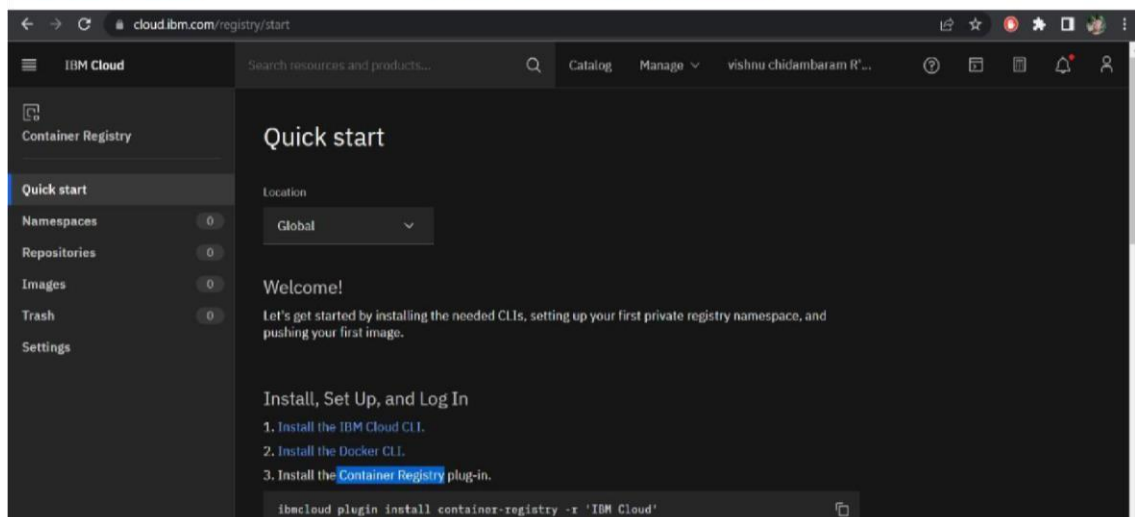 cloud.ibm.com/registry/start
IBM Cloud
Search resources and products...
Catalog
Manage
vishnu chidambaram R'...
Container Registry
Quick start
Namespaces 0
Repositories 0
Images 0
Trash 0
Settings
Quick start
Location
Global
Welcome!
Let's get started by installing the needed CLIs, setting up your first private registry namespace, and
pushing your first image.
Install, Set Up, and Log In
1. Install the IBM Cloud CLI.
2. Install the Docker CLI.
3. Install the Container Registry plug-in.
ibmcloud plugin install container-registry -r 'IBM Cloud'